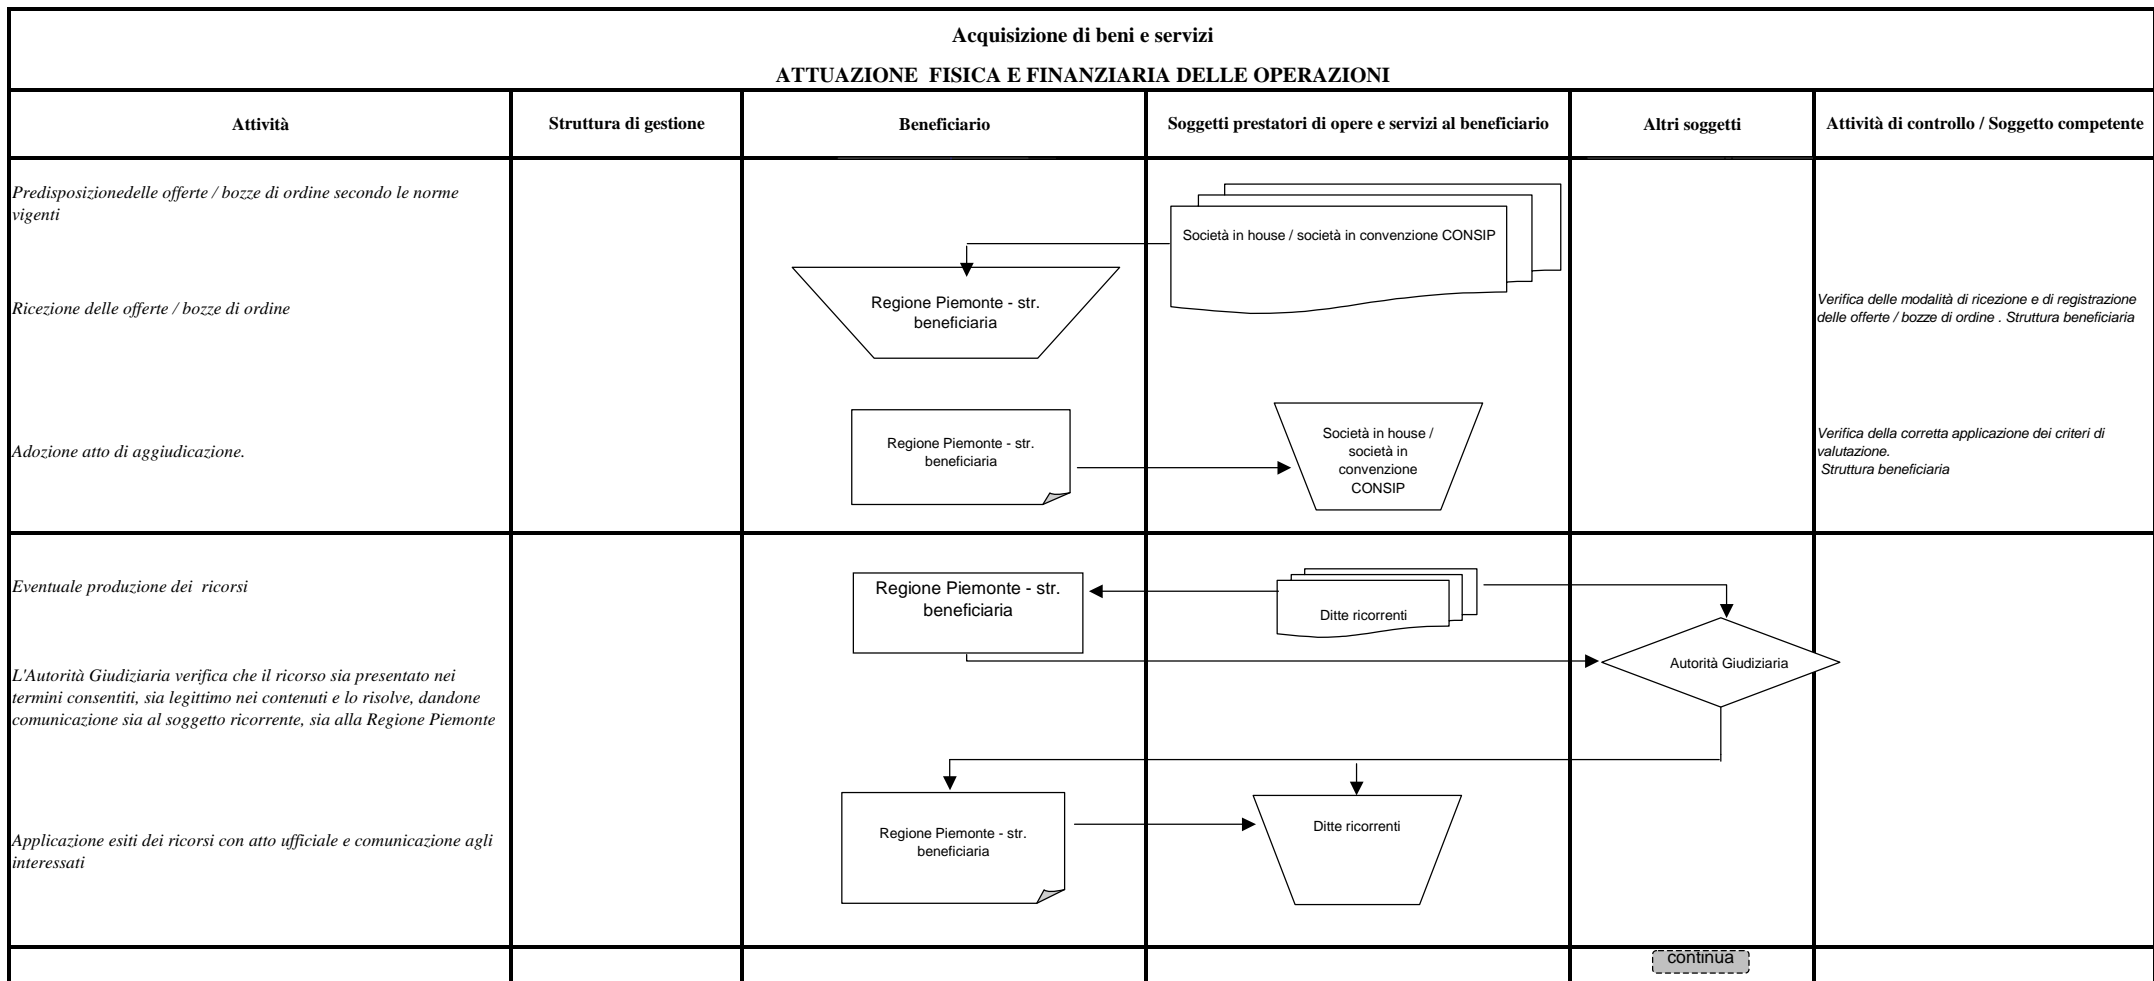 Acquisizione di beni e servizi
ATTUAZIONE  FISICA E FINANZIARIA DELLE OPERAZIONI
Attività
Struttura di gestione
Beneficiario
Soggetti prestatori di opere e servizi al beneficiario
Altri soggetti
Attività di controllo / Soggetto competente
Predisposizionedelle offerte / bozze di ordine secondo le norme
vigenti
Società in house / società in convenzione CONSIP
Ricezione delle offerte / bozze di ordine
Regione Piemonte - str.
beneficiaria
Verifica delle modalità di ricezione e di registrazione
delle offerte / bozze di ordine . Struttura beneficiaria
Adozione atto di aggiudicazione.
Regione Piemonte - str.
beneficiaria
Società in house /
società in
convenzione
CONSIP
Verifica della corretta applicazione dei criteri di
valutazione.
Struttura beneficiaria
Eventuale produzione dei  ricorsi
Regione Piemonte - str.
beneficiaria
Ditte ricorrenti
L'Autorità Giudiziaria verifica che il ricorso sia presentato nei
termini consentiti, sia legittimo nei contenuti e lo risolve, dandone
comunicazione sia al soggetto ricorrente, sia alla Regione Piemonte
Autorità Giudiziaria
Applicazione esiti dei ricorsi con atto ufficiale e comunicazione agli
interessati
Regione Piemonte - str.
beneficiaria
Ditte ricorrenti
continua